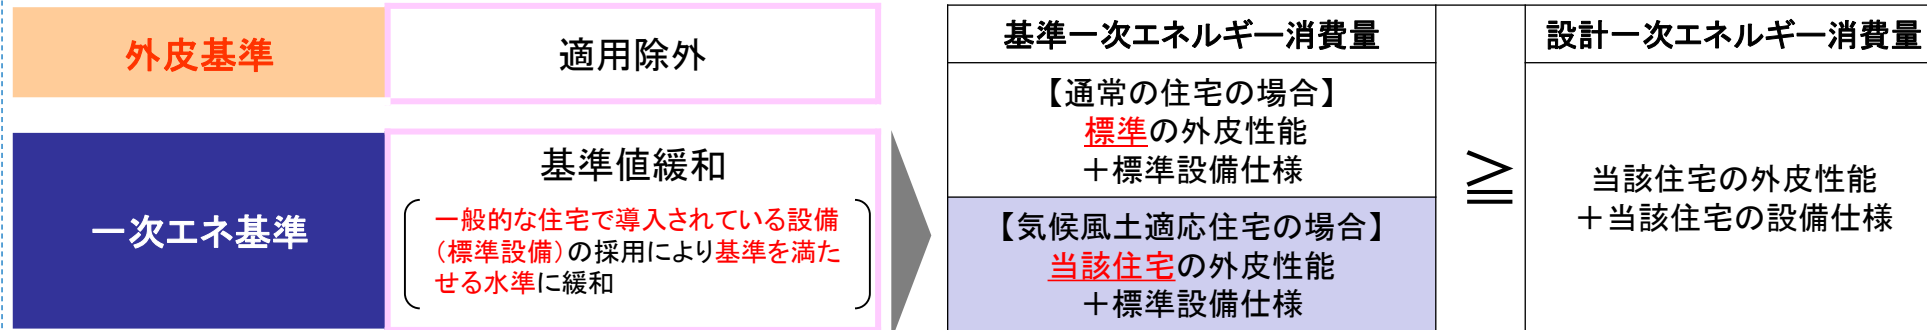 外皮基準
適用除外
一次エネ基準
基準値緩和
一般的な住宅で導入されている設備
（標準設備）の採用により基準を満た
せる水準に緩和
基準一次エネルギー消費量
【通常の住宅の場合】
標準の外皮性能
＋標準設備仕様
【気候風土適応住宅の場合】
当該住宅の外皮性能
＋標準設備仕様
≧
設計一次エネルギー消費量
当該住宅の外皮性能
＋当該住宅の設備仕様